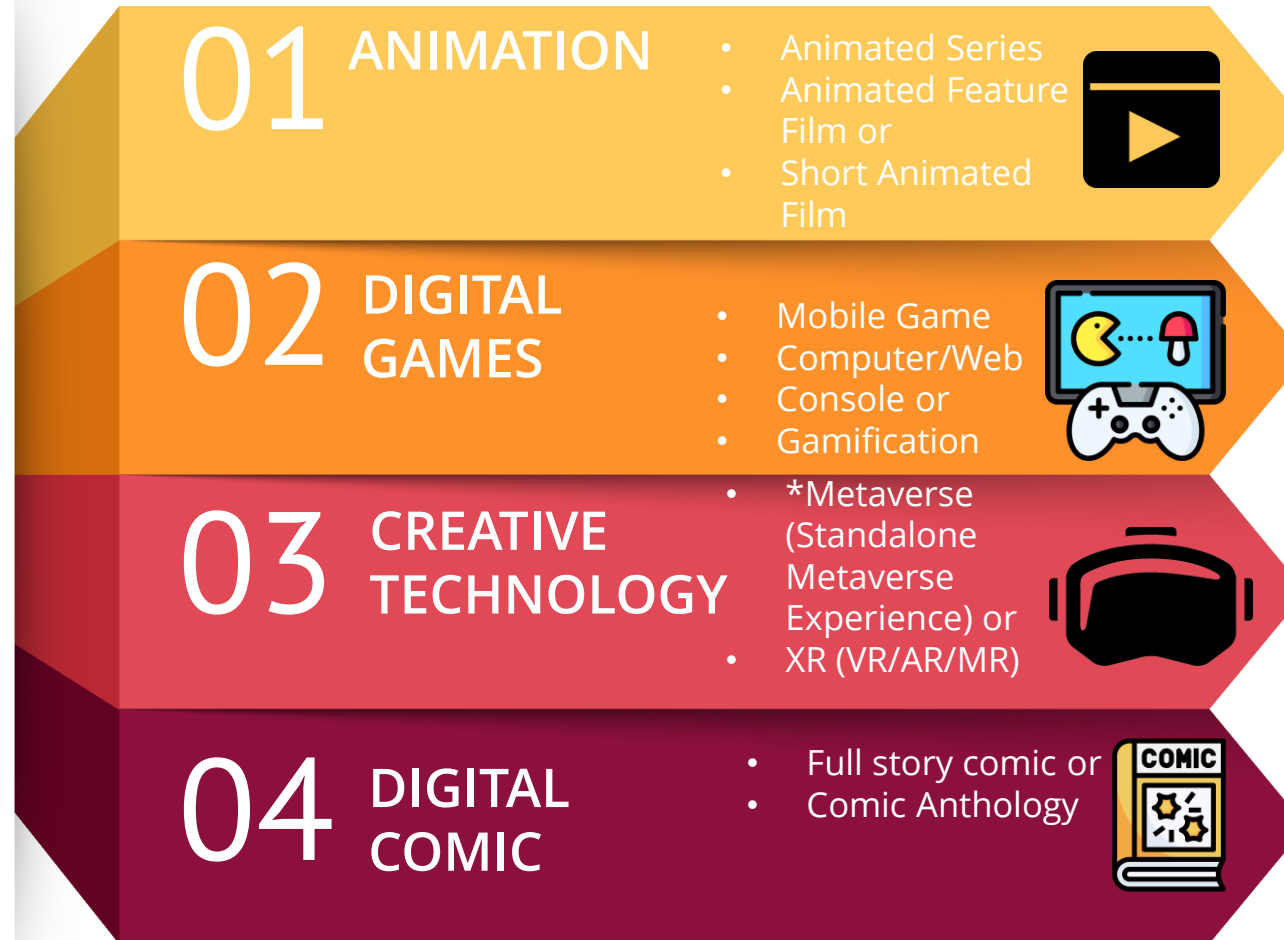 01
ANIMATION
• Animated Series
• Animated Feature
Film or
• Short Animated
Film
02
DIGITAL
GAMES
• Mobile Game
• Computer/Web
• Console or
• Gamification
03
CREATIVE
TECHNOLOGY
• *Metaverse
(Standalone
Metaverse
Experience) or
• XR (VR/AR/MR)
04
DIGITAL
COMIC
• Full story comic or
• Comic Anthology
COMIC